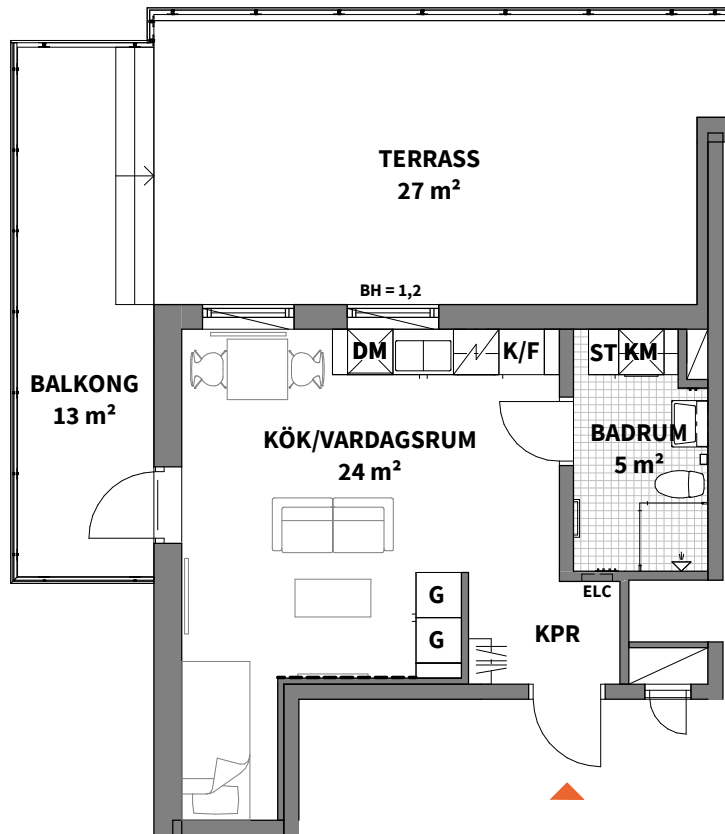 TERRASS
27 m²
BH = 1,2
DM
K/F
ST KM
BALKONG
13 m²
KÖK/VARDAGSRUM
24 m²
BADRUM
5 m²
ELC
G
G
KPR